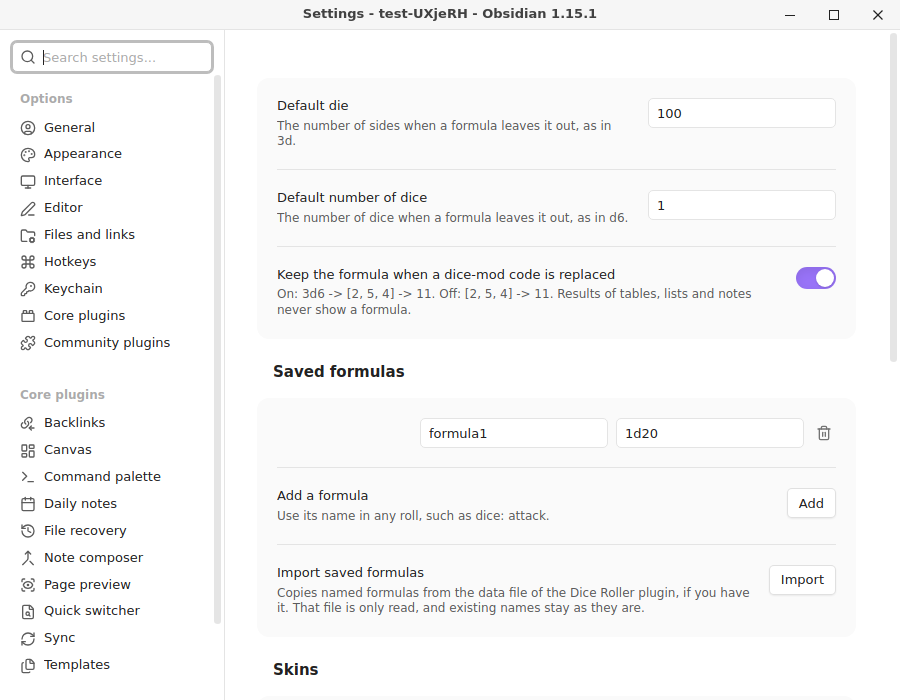 Settings - test-UXjeRH - Obsidian 1.15.1
Search settings...
Options
General
Appearance
Interface
Editor
Files and links
Hotkeys
Keychain
Core plugins
Community plugins
Core plugins
Backlinks
Canvas
Command palette
Daily notes
File recovery
Note composer
Page preview
Quick switcher
Sync
Templates
Default die
The number of sides when a formula leaves it out, as in
3d.
100
Default number of dice
The number of dice when a formula leaves it out, as in d6.
1
Keep the formula when a dice-mod code is replaced
On: 3d6 -> [2, 5, 4] -> 11. Off: [2, 5, 4] -> 11. Results of tables, lists and notes
never show a formula.
Saved formulas
formula1
1d20
Add a formula
Use its name in any roll, such as dice: attack.
Add
Import saved formulas
Copies named formulas from the data file of the Dice Roller plugin, if you have
it. That file is only read, and existing names stay as they are.
Import
Skins